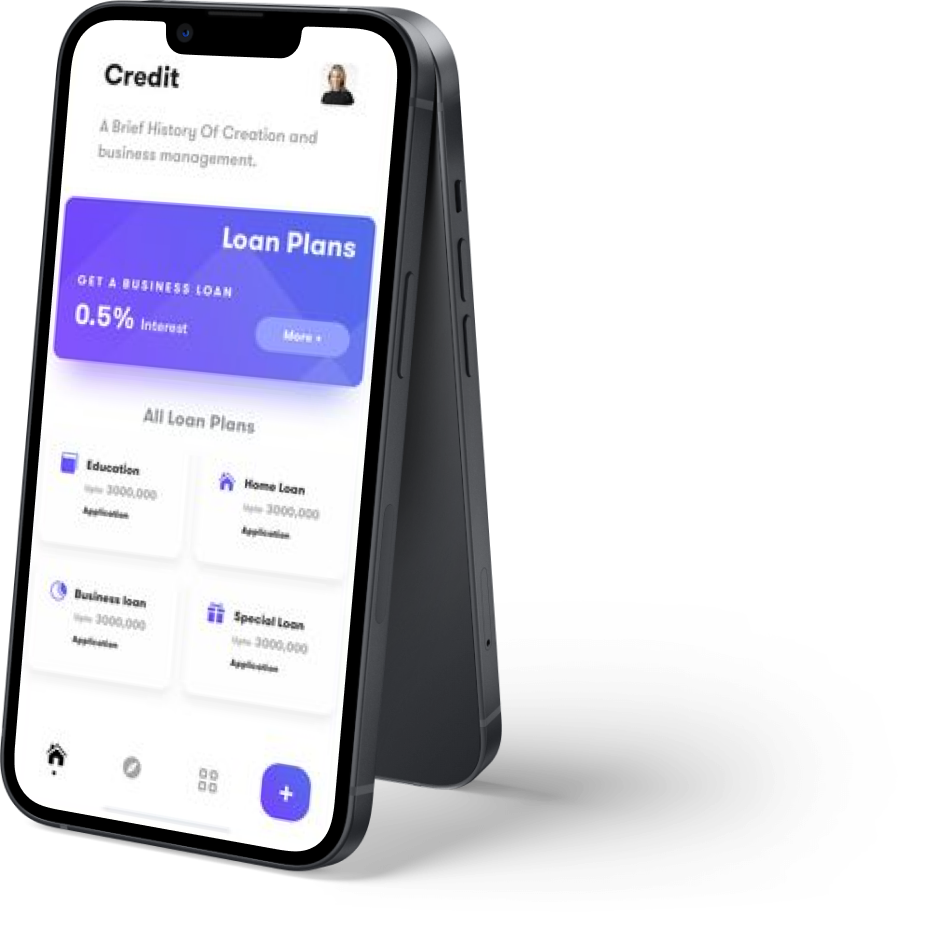 Credit
A Brief History Of Creation and
business management.
Loan Plans
GET A BUSINESS LOAN
0.5% Interest
More +
All Loan Plans
Education
Upto 3000,000
Application
Home Loan
Upto 3000,000
Application
Business loan
Upto 3000,000
Application
Special Loan
Upto 3000,000
Application